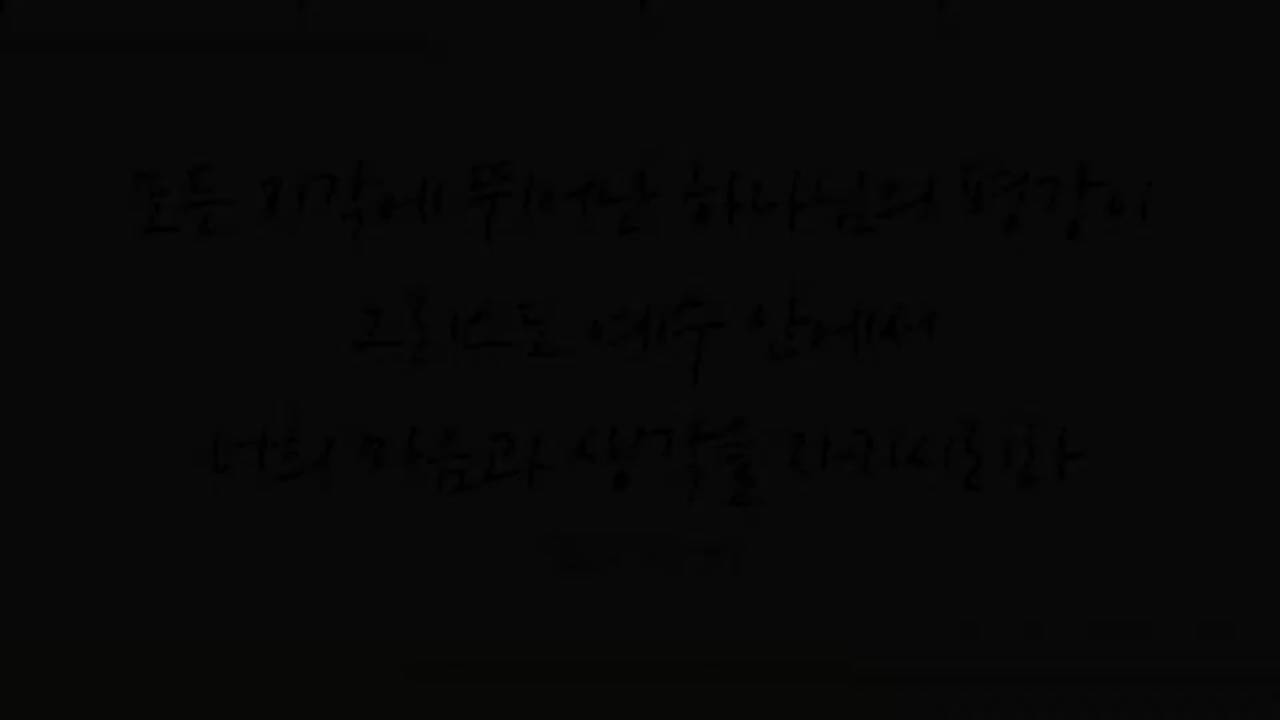 모든 지각에 뛰어난 하나님의 평강이
그리스도 예수 안에서
너희 마음과 생각을 지키시리라